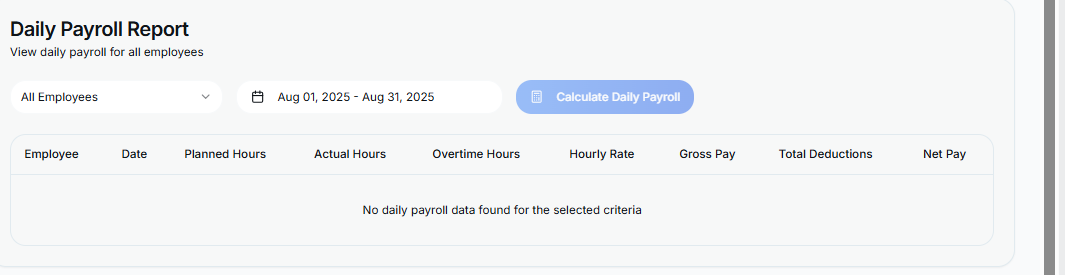 Daily Payroll Report
View daily payroll for all employees
All Employees
Aug 01, 2025 - Aug 31, 2025
Calculate Daily Payroll
Employee Date Planned Hours Actual Hours Overtime Hours Hourly Rate Gross Pay Total Deductions Net Pay
No daily payroll data found for the selected criteria